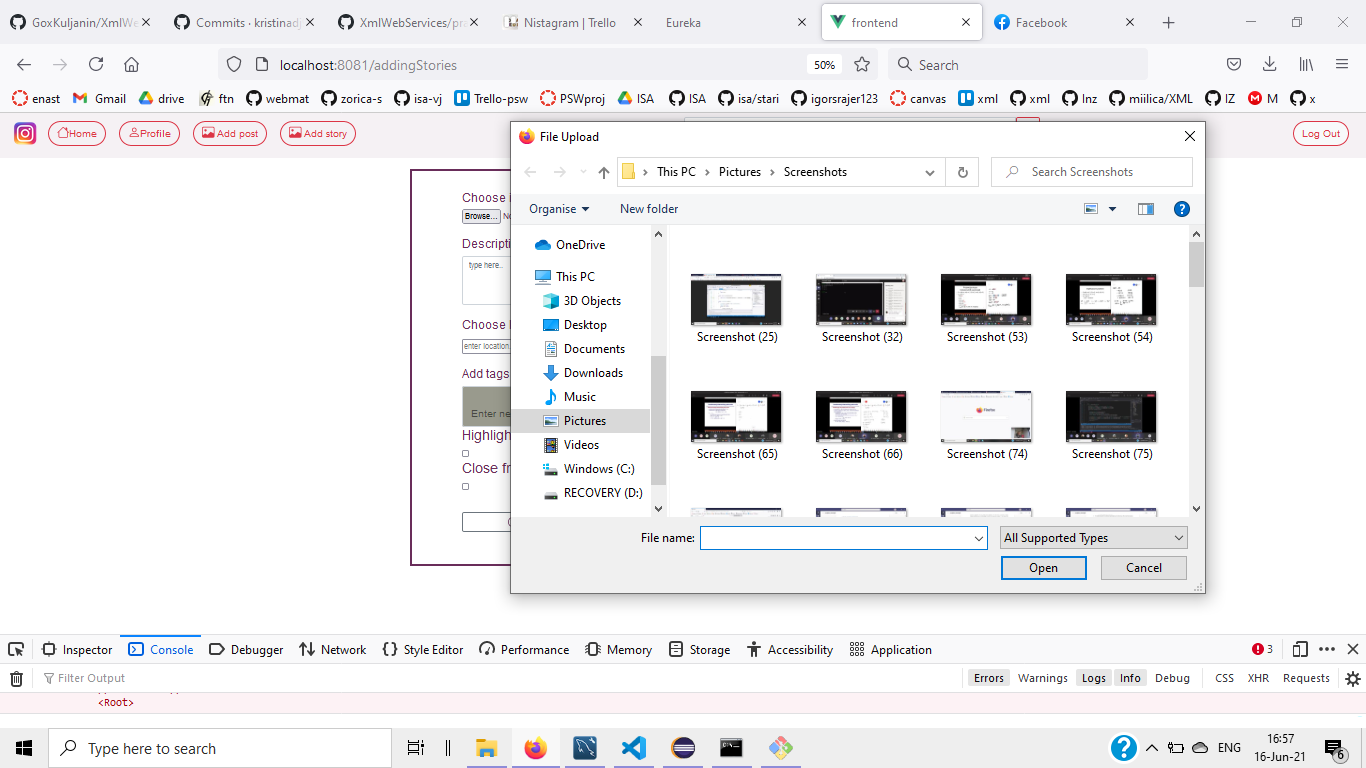 GoxKuljanin/XmlWe
Commits · kristinadj
XmlWebServices/pra
Nistagram | Trello
Eureka
frontend
Facebook
localhost:8081/addingStories
50%
Search
enast
Gmail
drive
ftn
webmat
zorica-s
isa-vj
Trello-psw
PSWproj
ISA
ISA
isa/stari
igorsrajer123
canvas
xml
xml
Inz
miilica/XML
IZ
M
x
Home
Profile
Add post
Add story
Log Out
File Upload
This PC
Pictures
Screenshots
Search Screenshots
Organise
New folder
Choose
Browse...
Descripti
type here..
Choose
enter location
Add tags
Enter ne
Highligh
Close fr
OneDrive
This PC
3D Objects
Desktop
Documents
Downloads
Music
Pictures
Videos
Windows (C:)
RECOVERY (D:)
Screenshot (25)
Screenshot (32)
Screenshot (53)
Screenshot (54)
Screenshot (65)
Screenshot (66)
Screenshot (74)
Screenshot (75)
File name:
All Supported Types
Open
Cancel
Inspector
Console
Debugger
Network
Style Editor
Performance
Memory
Storage
Accessibility
Application
3
Filter Output
Errors
Warnings
Logs
Info
Debug
CSS
XHR
Requests
<Root>
Type here to search
ENG
16:57
16-Jun-21
6